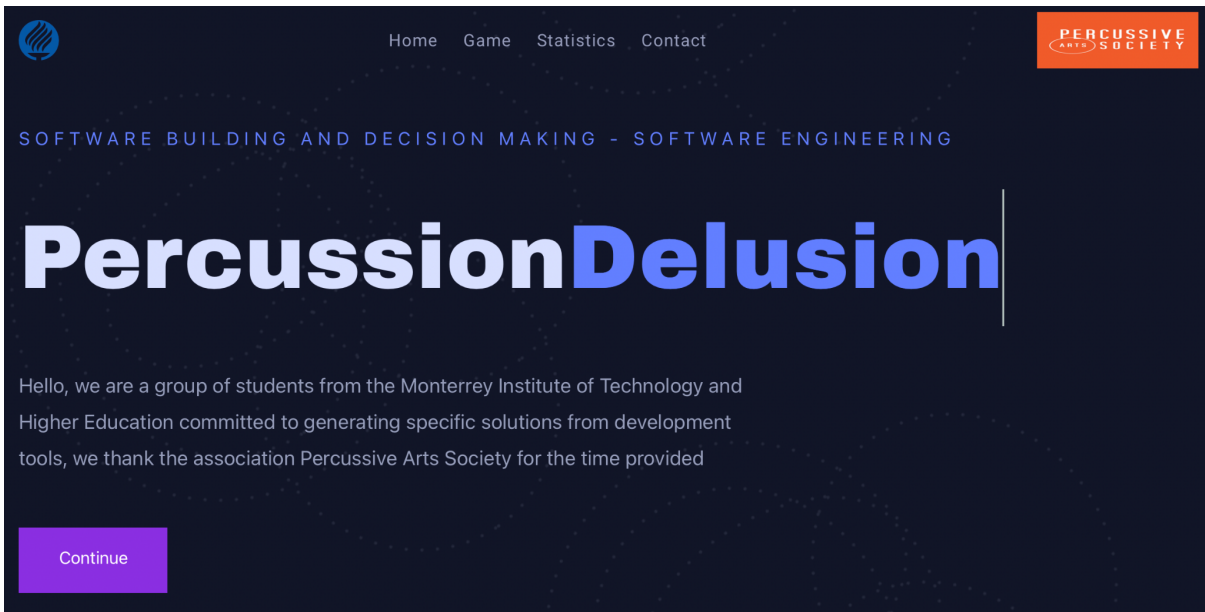 Home Game Statistics Contact
PERCUSSIVE
ARTS SOCIETY
SOFTWARE BUILDING AND DECISION MAKING - SOFTWARE ENGINEERING
PercussionDelusion
Hello, we are a group of students from the Monterrey Institute of Technology and
Higher Education committed to generating specific solutions from development
tools, we thank the association Percussive Arts Society for the time provided
Continue